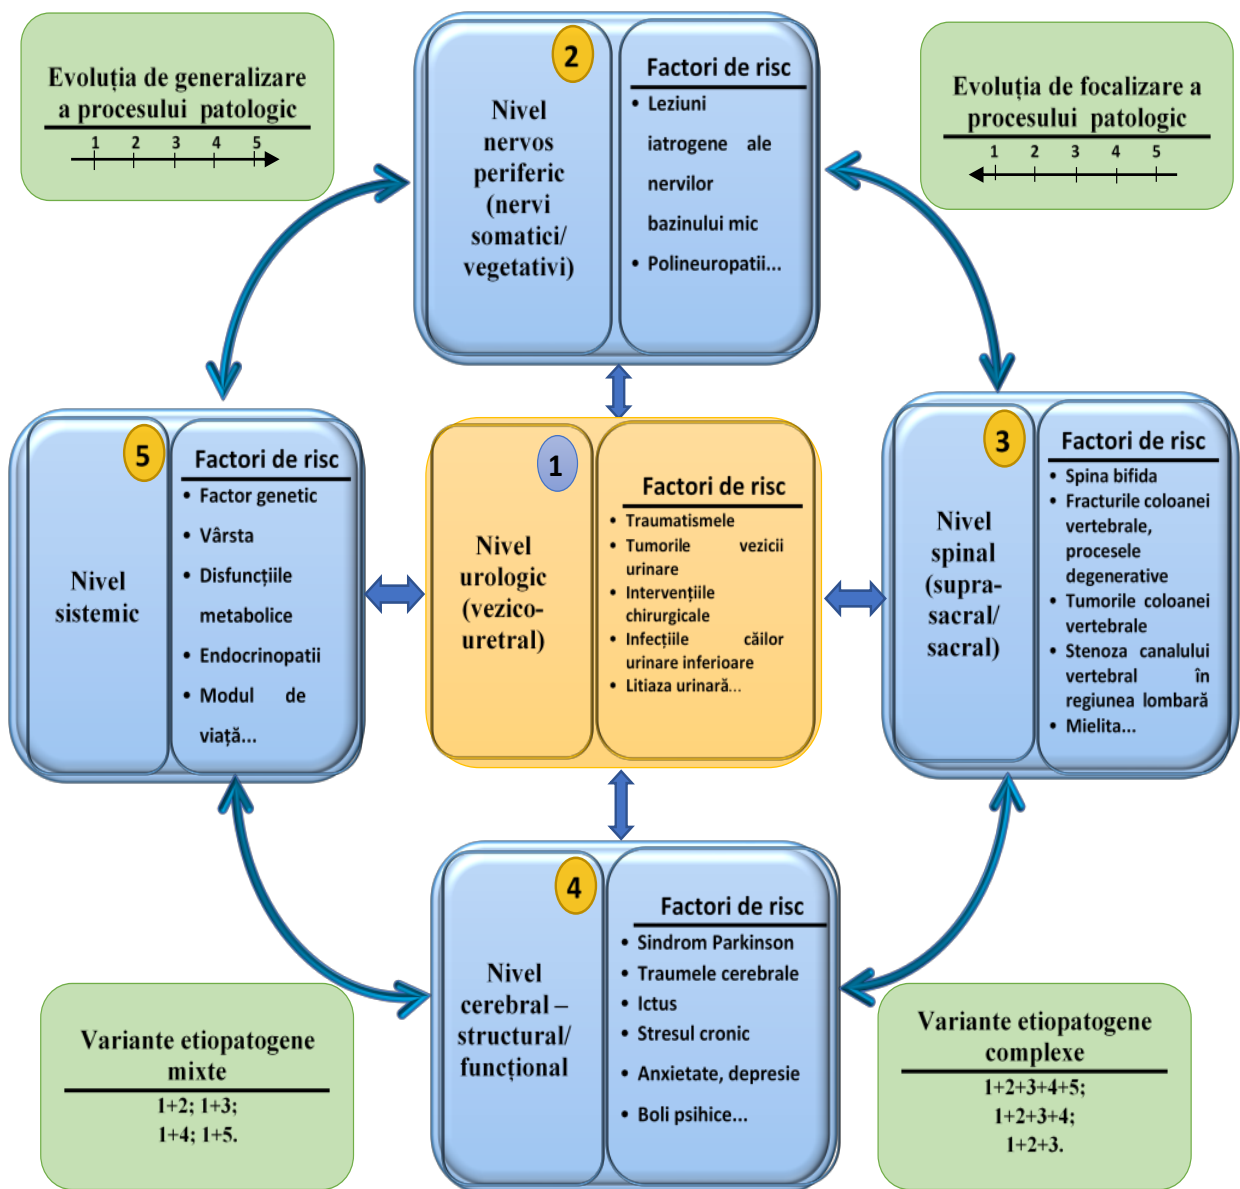 Evoluția de generalizare
a procesului patologic
1 2 3 4 5
2
Nivel
nervos
periferic
(nervi
somatici/
vegetativi)
Factori de risc
• Leziuni
iatrogene ale
nervilor
bazinului mic
• Polineuropatii...
Evoluția de focalizare a
procesului patologic
1 2 3 4 5
5
Nivel
sistemic
Factori de risc
• Factor genetic
• Vârsta
• Disfuncțiile
metabolice
• Endocrinopatii
• Modul de
viață...
1
Nivel
urologic
(vezico-
uretral)
Factori de risc
• Traumatismele
• Tumorile vezicii
urinare
• Intervențiile
chirurgicale
• Infecțiile căilor
urinare inferioare
• Litiaza urinară...
3
Nivel
spinal
(supra-
sacral/
sacral)
Factori de risc
• Spina bifida
• Fracturile coloanei
vertebrale,
procesele
degenerative
• Tumorile coloanei
vertebrale
• Stenoza canalului
vertebral în
regiunea lombară
• Mielita...
4
Nivel
cerebral –
structural/
funcțional
Factori de risc
• Sindrom Parkinson
• Traumele cerebrale
• Ictus
• Stresul cronic
• Anxietate, depresie
• Boli psihice...
Variante etiopatogene
mixte
1+2; 1+3;
1+4; 1+5.
Variante etiopatogene
complexe
1+2+3+4+5;
1+2+3+4;
1+2+3.